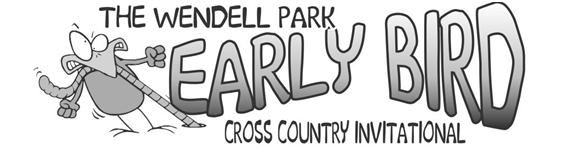 THE WENDELL PARK
EARLY BIRD
CROSS COUNTRY INVITATIONAL